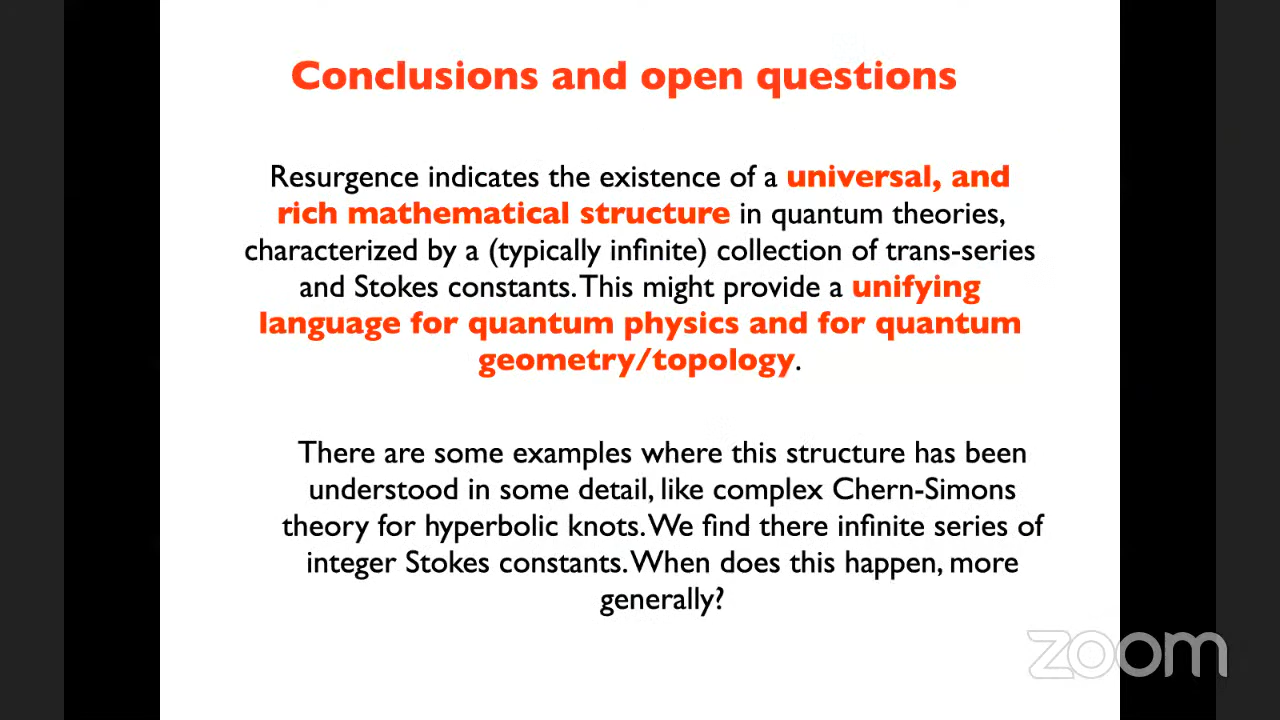 Conclusions and open questions
Resurgence indicates the existence of a universal, and
rich mathematical structure in quantum theories,
characterized by a (typically infinite) collection of trans-series
and Stokes constants. This might provide a unifying
language for quantum physics and for quantum
geometry/topology.
There are some examples where this structure has been
understood in some detail, like complex Chern-Simons
theory for hyperbolic knots. We find there infinite series of
integer Stokes constants. When does this happen, more
generally?
zoom